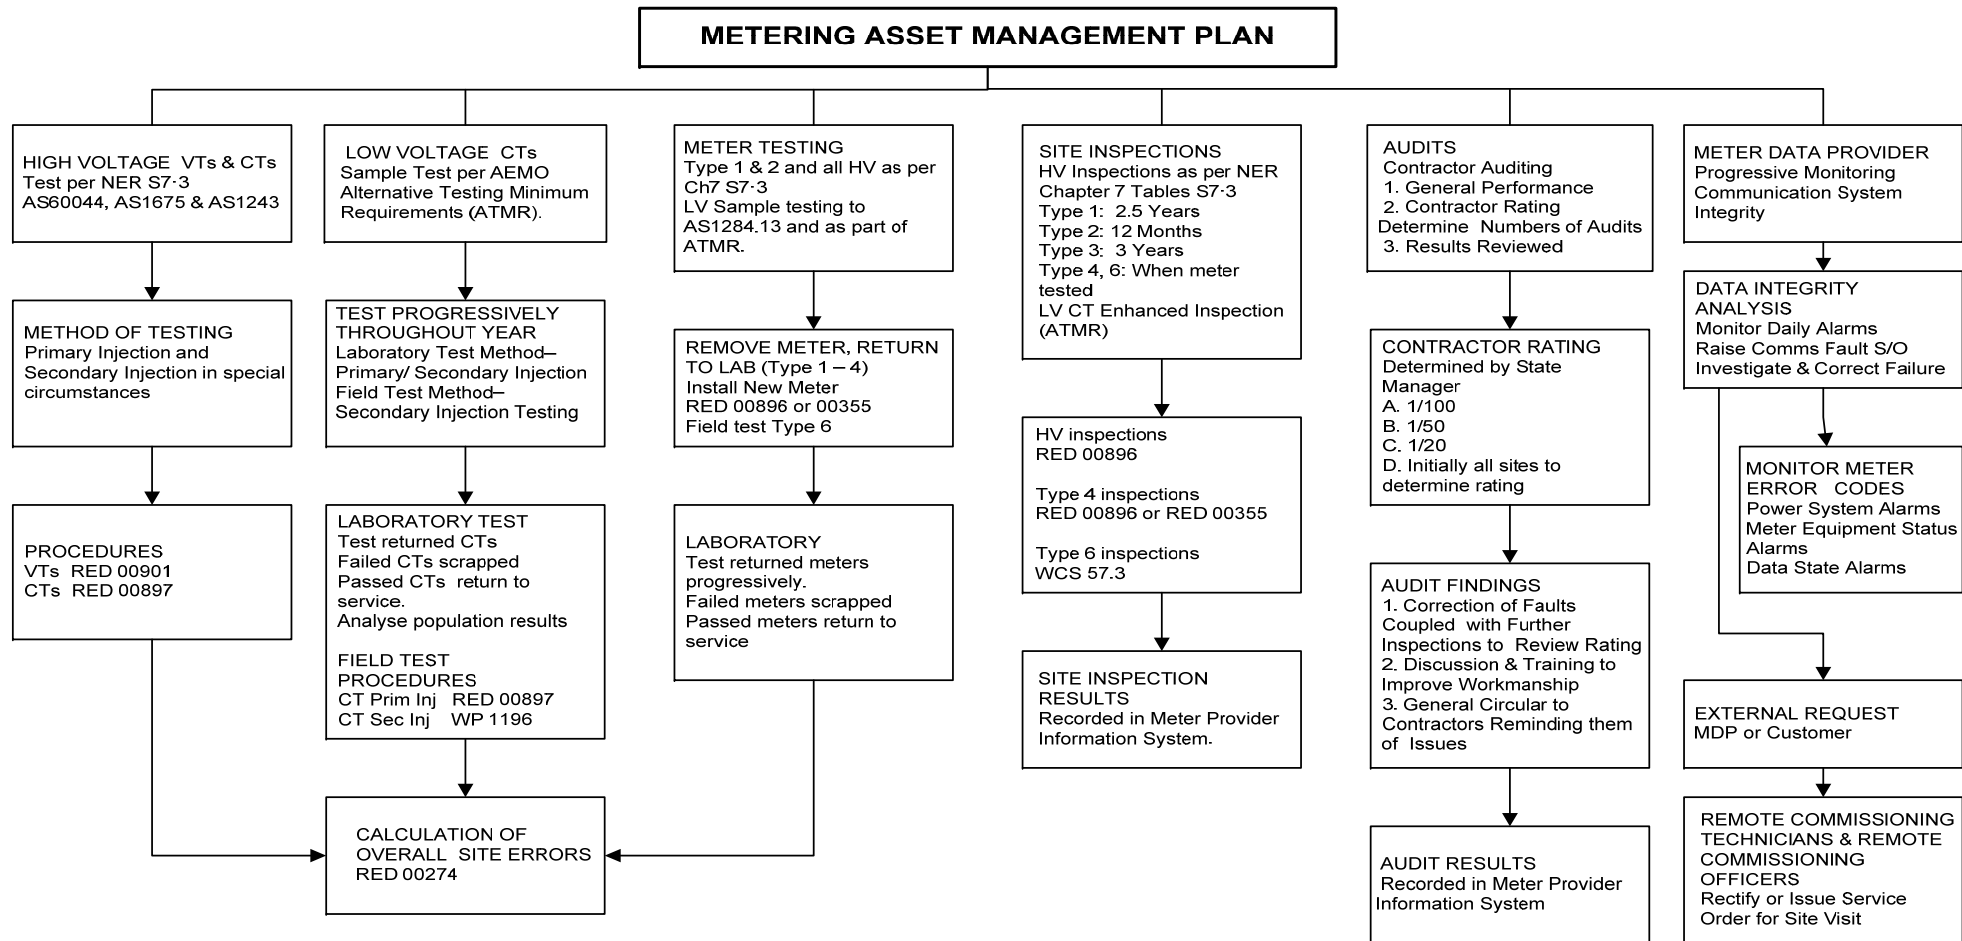 METERING ASSET MANAGEMENT PLAN
HIGH VOLTAGE VTs & CTs
Test per NER S7-3
AS60044, AS1675 & AS1243
METHOD OF TESTING
Primary Injection and
Secondary Injection in special
circumstances
PROCEDURES
VTs RED 00901
CTs RED 00897
LOW VOLTAGE CTs
Sample Test per AEMO
Alternative Testing Minimum
Requirements (ATMR).
TEST PROGRESSIVELY
THROUGHOUT YEAR
Laboratory Test Method–
Primary/ Secondary Injection
Field Test Method–
Secondary Injection Testing
LABORATORY TEST
Test returned CTs
Failed CTs scrapped
Passed CTs return to
service.
Analyse population results
FIELD TEST
PROCEDURES
CT Prim Inj RED 00897
CT Sec Inj WP 1196
CALCULATION OF
OVERALL SITE ERRORS
RED 00274
METER TESTING
Type 1 & 2 and all HV as per
Ch7 S7-3
LV Sample testing to
AS1284.13 and as part of
ATMR.
REMOVE METER, RETURN
TO LAB (Type 1 – 4)
Install New Meter
RED 00896 or 00355
Field test Type 6
LABORATORY
Test returned meters
progressively.
Failed meters scrapped
Passed meters return to
service
SITE INSPECTIONS
HV Inspections as per NER
Chapter 7 Tables S7-3
Type 1: 2.5 Years
Type 2: 12 Months
Type 3: 3 Years
Type 4, 6: When meter
tested
LV CT Enhanced Inspection
(ATMR)
HV inspections
RED 00896
Type 4 inspections
RED 00896 or RED 00355
Type 6 inspections
WCS 57.3
SITE INSPECTION
RESULTS
Recorded in Meter Provider
Information System.
AUDITS
Contractor Auditing
1. General Performance
2. Contractor Rating
Determine Numbers of Audits
3. Results Reviewed
CONTRACTOR RATING
Determined by State
Manager
A. 1/100
B. 1/50
C. 1/20
D. Initially all sites to
determine rating
AUDIT FINDINGS
1. Correction of Faults
Coupled with Further
Inspections to Review Rating
2. Discussion & Training to
Improve Workmanship
3. General Circular to
Contractors Reminding them
of Issues
AUDIT RESULTS
Recorded in Meter Provider
Information System
METER DATA PROVIDER
Progressive Monitoring
Communication System
Integrity
DATA INTEGRITY
ANALYSIS
Monitor Daily Alarms
Raise Comms Fault S/O
Investigate & Correct Failure
MONITOR METER
ERROR CODES
Power System Alarms
Meter Equipment Status
Alarms
Data State Alarms
EXTERNAL REQUEST
MDP or Customer
REMOTE COMMISSIONING
TECHNICIANS & REMOTE
COMMISSIONING
OFFICERS
Rectify or Issue Service
Order for Site Visit